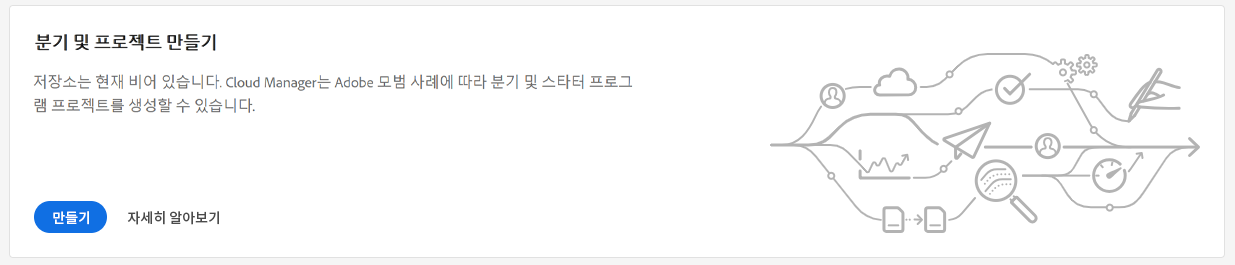 분기 및 프로젝트 만들기
저장소는 현재 비어 있습니다. Cloud Manager는 Adobe 모범 사례에 따라 분기 및 스타터 프로그
램 프로젝트를 생성할 수 있습니다.
만들기 자세히 알아보기